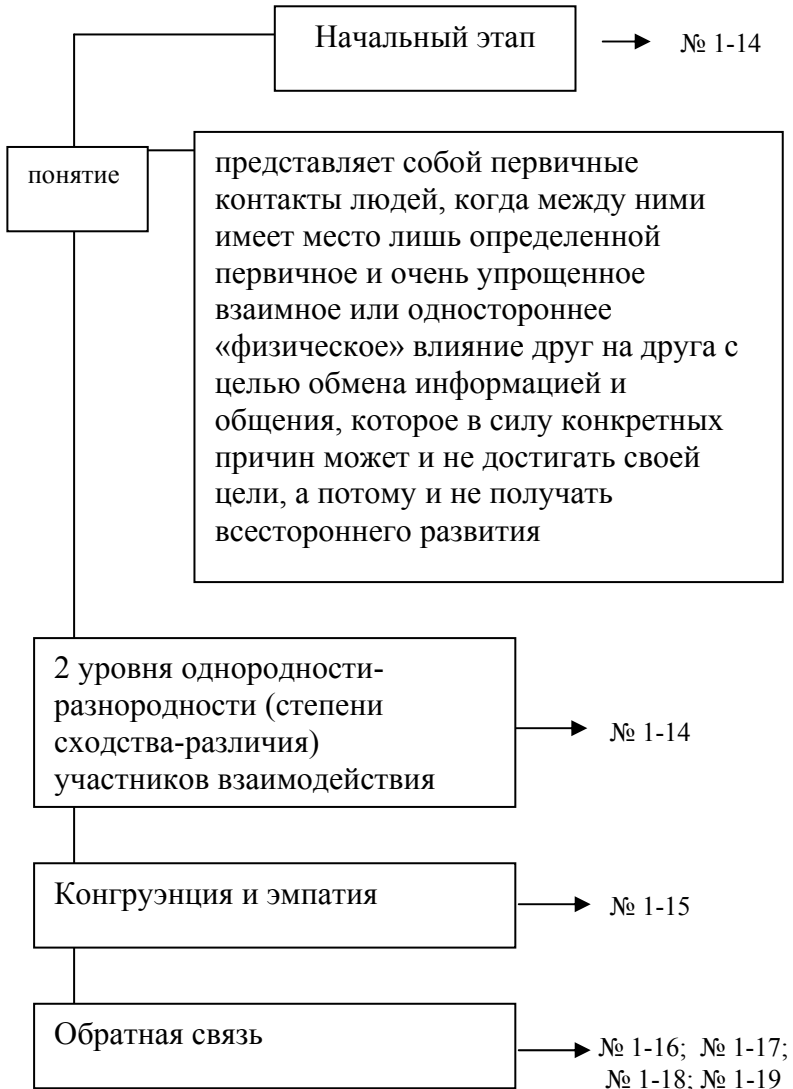 Начальный этап
№ 1-14
понятие
представляет собой первичные
контакты людей, когда между ними
имеет место лишь определенной
первичное и очень упрощенное
взаимное или одностороннее
«физическое» влияние друг на друга с
целью обмена информацией и
общения, которое в силу конкретных
причин может и не достигать своей
цели, а потому и не получать
всестороннего развития
2 уровня однородности-
разнородности (степени
сходства-различия)
участников взаимодействия
№ 1-14
Конгруэнция и эмпатия
№ 1-15
Обратная связь
№ 1-16; № 1-17;
№ 1-18; № 1-19